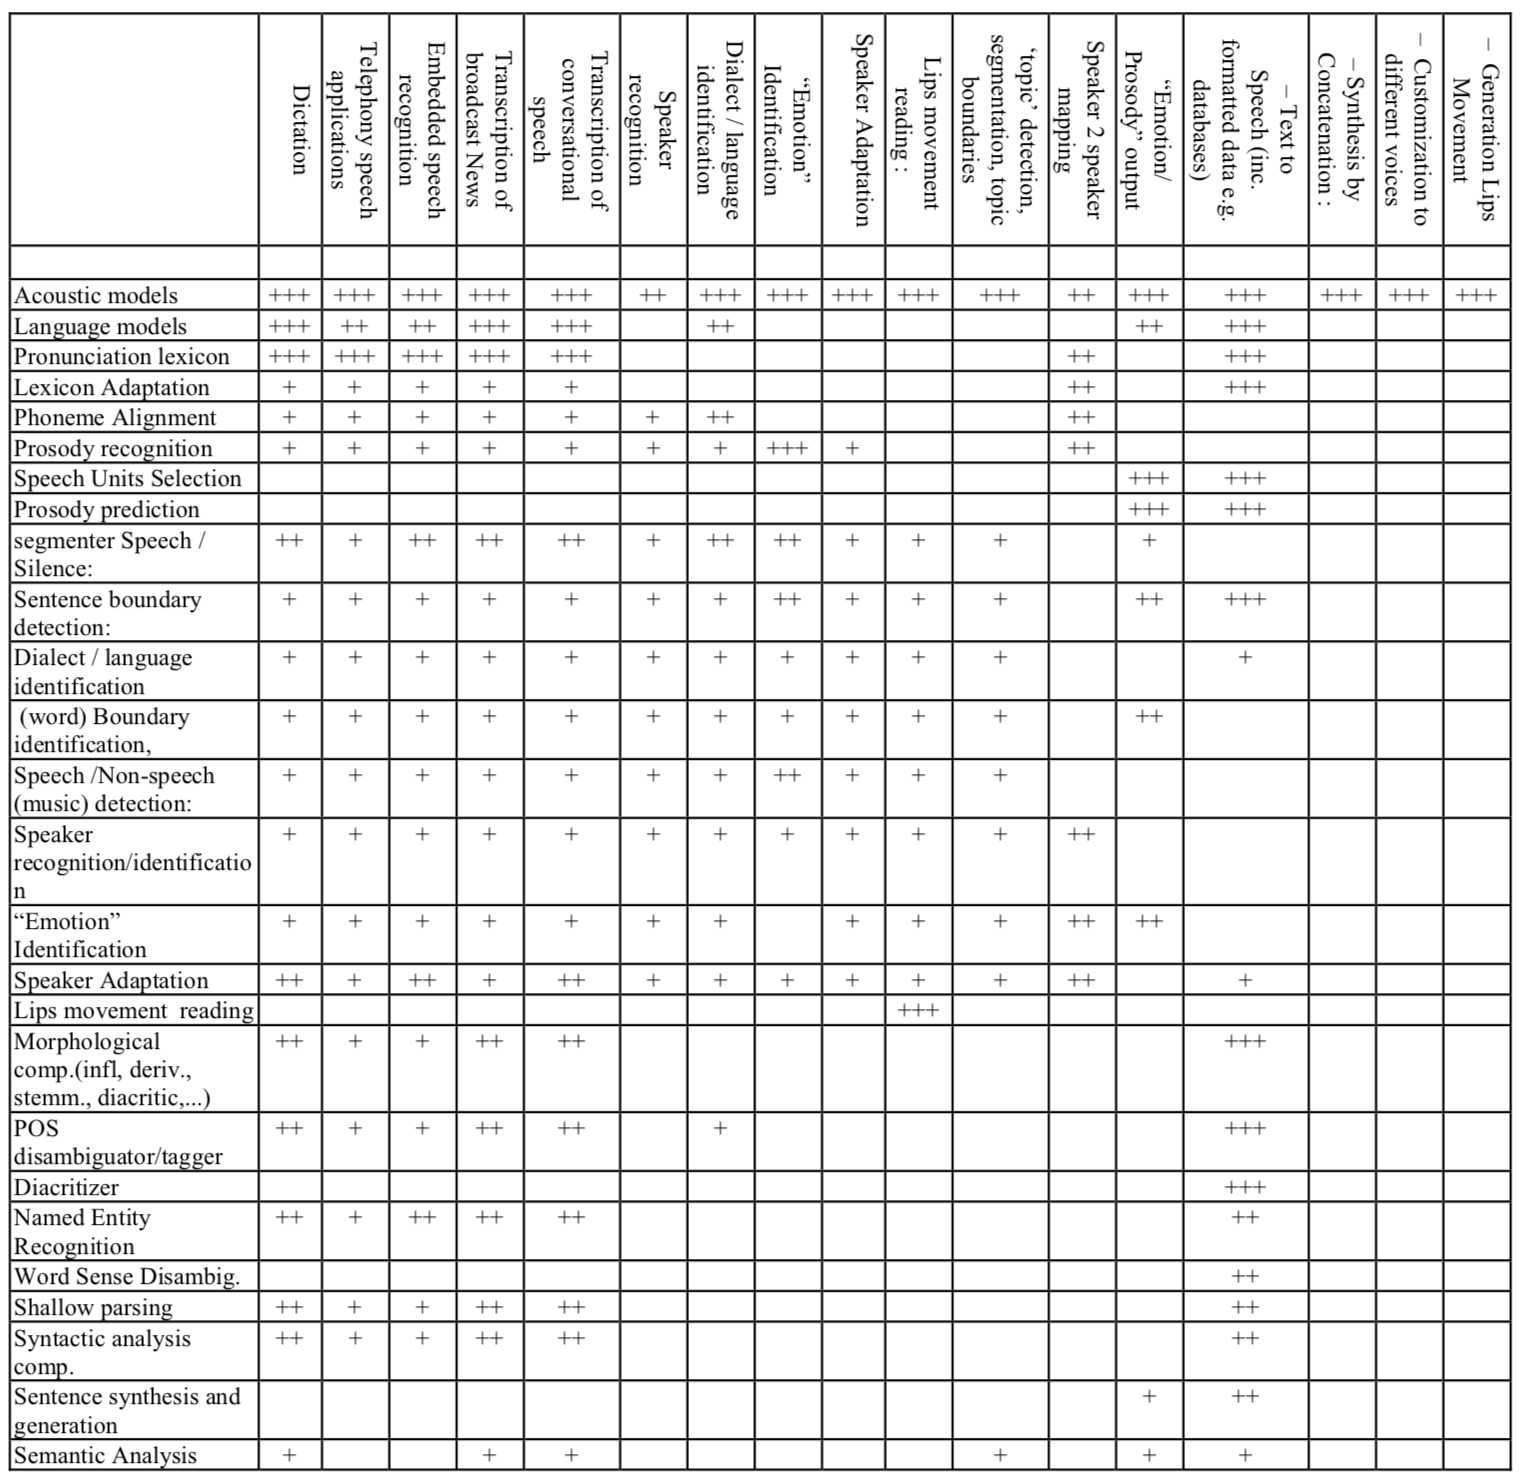 Dictation
Telephony speech
applications
Embedded speech
recognition
Transcription of
broadcast News
Transcription of
conversational
speech
Speaker
recognition
Dialect / language
identification
“Emotion”
Identification
Speaker Adaptation
Lips movement
reading :
‘topic’ detection,
segmentation, topic
boundaries
Speaker 2 speaker
mapping
“Emotion/
Prosody” output
– Text to
Speech (inc.
formatted data e.g.
databases)
– Synthesis by
Concatenation :
– Customization to
different voices
– Generation Lips
Movement
Acoustic models +++ +++ +++ +++ +++ ++ +++ +++ +++ +++ +++ ++ +++ +++ +++ +++ +++
Language models +++ ++ ++ +++ +++ ++ ++ +++
Pronunciation lexicon +++ +++ +++ +++ +++ ++ +++
Lexicon Adaptation + + + + + ++ +++
Phoneme Alignment + + + + + + ++ ++
Prosody recognition + + + + + + + +++ + ++
Speech Units Selection +++ +++
Prosody prediction +++ +++
segmenter Speech / ++ + ++ ++ ++ + ++ ++ + + + +
Silence:
Sentence boundary + + + + + + + ++ + + + ++ +++
detection:
Dialect / language + + + + + + + + + + + +
identification
(word) Boundary + + + + + + + + + + + ++
identification,
Speech /Non-speech + + + + + + + ++ + + +
(music) detection:
Speaker + + + + + + + + + + + ++
recognition/identificatio
n
“Emotion” + + + + + + + + + + ++ ++
Identification
Speaker Adaptation ++ + ++ + ++ + + + + + + ++ +
Lips movement reading +++
Morphological ++ + + ++ ++ +++
comp.(infl, deriv.,
stemm., diacritic,...)
POS ++ + + ++ ++ + +++
disambiguator/tagger
Diacritizer +++
Named Entity ++ + ++ ++ ++ ++
Recognition
Word Sense Disambig. ++
Shallow parsing ++ + + ++ ++ ++
Syntactic analysis ++ + + ++ ++ ++
comp.
Sentence synthesis and + ++
generation
Semantic Analysis + + + + + +